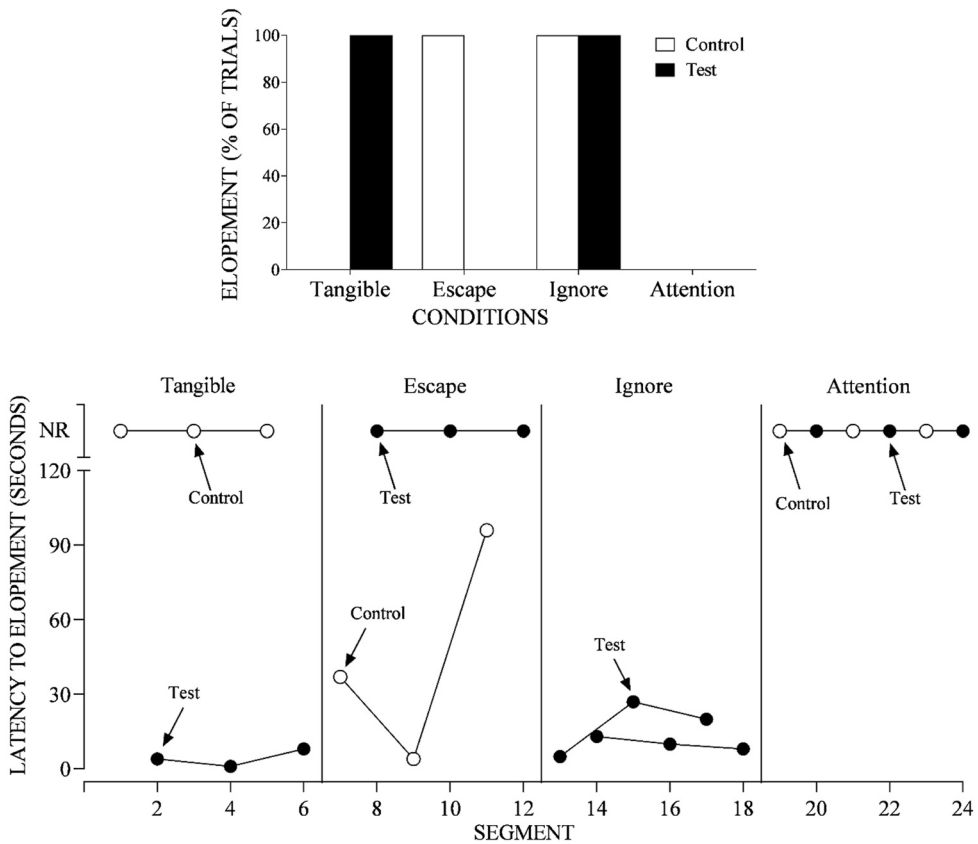 ELOPEMENT (% OF TRIALS)
100
80
60
40
20
0
Control
Test
Tangible Escape Ignore Attention
CONDITIONS
Tangible Escape Ignore Attention
LATENCY TO ELOPEMENT (SECONDS)
NR
120
90
60
30
0
Control
Test
Test
Control
Test
Control
Test
2 4 6 8 10 12 14 16 18 20 22 24
SEGMENT